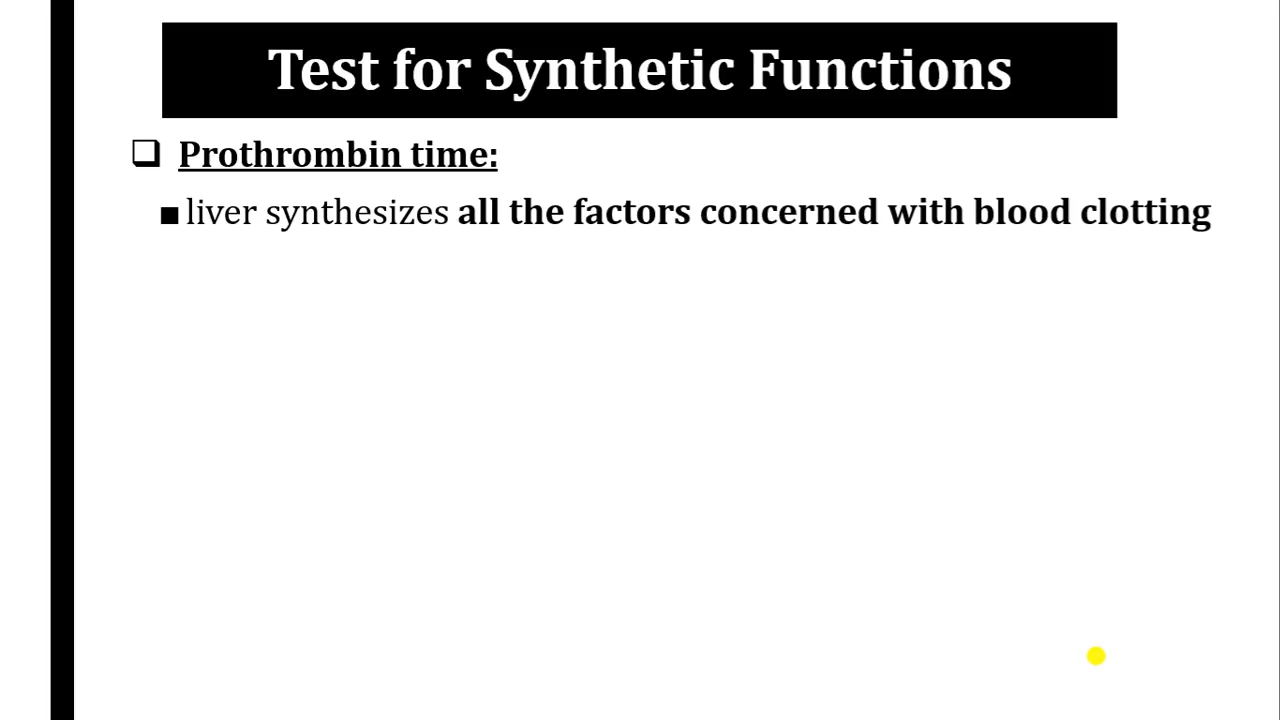 Test for Synthetic Functions
Prothrombin time:
liver synthesizes all the factors concerned with blood clotting